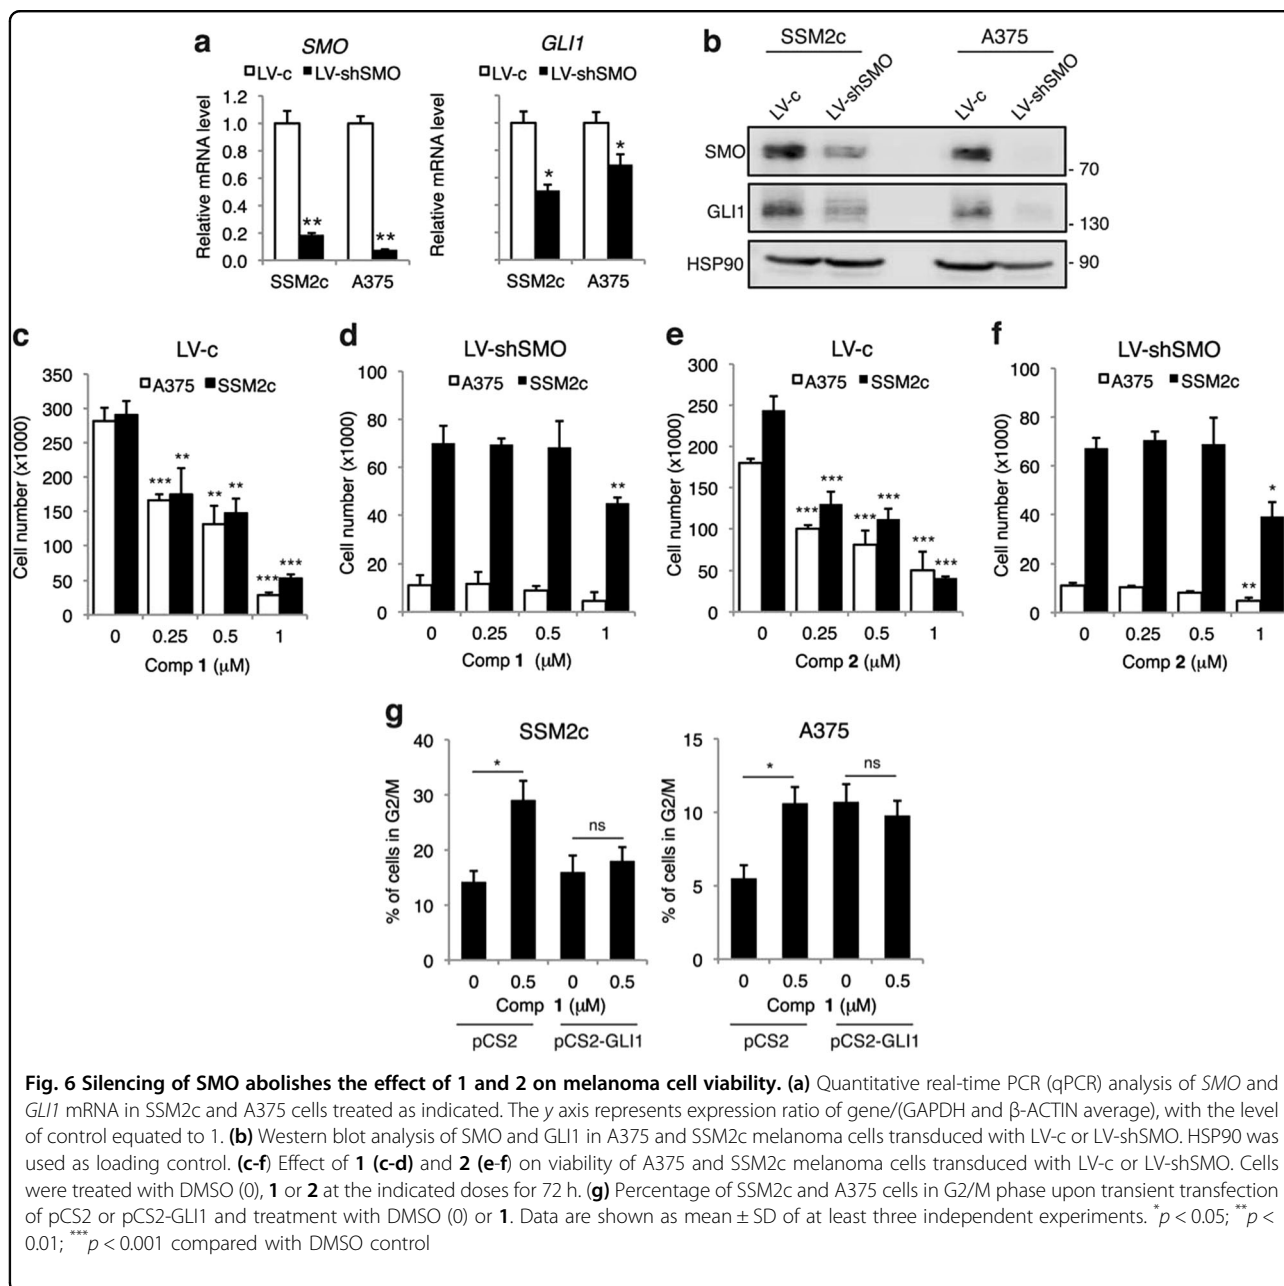 a
SMO
LV-c LV-shSMO
Relative mRNA level
1.2
1.0
0.8
0.6
0.4
0.2
0.0
**
**
SSM2c A375
GLI1
LV-c LV-shSMO
Relative mRNA level
*
*
SSM2c A375
b
SSM2c A375
LV-c LV-shSMO LV-c LV-shSMO
SMO
- 70
GLI1
- 130
HSP90
- 90
c
LV-c
A375 SSM2c
Cell number (x1000)
350
300
250
200
150
100
50
0
*** ** ** ** *** ***
0 0.25 0.5 1
Comp 1 (μM)
d
LV-shSMO
A375 SSM2c
Cell number (x1000)
100
80
60
40
20
0
**
0 0.25 0.5 1
Comp 1 (μM)
e
LV-c
A375 SSM2c
Cell number (x1000)
300
250
200
150
100
50
0
*** *** *** *** *** ***
0 0.25 0.5 1
Comp 2 (μM)
f
LV-shSMO
A375 SSM2c
Cell number (x1000)
100
80
60
40
20
0
** *
0 0.25 0.5 1
Comp 2 (μM)
g
SSM2c
% of cells in G2/M
40
30
20
10
0
* ns
0 0.5 0 0.5
Comp 1 (μM)
pCS2 pCS2-GLI1
A375
% of cells in G2/M
15
10
5
0
* ns
0 0.5 0 0.5
Comp 1 (μM)
pCS2 pCS2-GLI1
Fig. 6 Silencing of SMO abolishes the effect of 1 and 2 on melanoma cell viability. (a) Quantitative real-time PCR (qPCR) analysis of SMO and
GLI1 mRNA in SSM2c and A375 cells treated as indicated. The y axis represents expression ratio of gene/(GAPDH and β-ACTIN average), with the level
of control equated to 1. (b) Western blot analysis of SMO and GLI1 in A375 and SSM2c melanoma cells transduced with LV-c or LV-shSMO. HSP90 was
used as loading control. (c-f) Effect of 1 (c-d) and 2 (e-f) on viability of A375 and SSM2c melanoma cells transduced with LV-c or LV-shSMO. Cells
were treated with DMSO (0), 1 or 2 at the indicated doses for 72 h. (g) Percentage of SSM2c and A375 cells in G2/M phase upon transient transfection
of pCS2 or pCS2-GLI1 and treatment with DMSO (0) or 1. Data are shown as mean ± SD of at least three independent experiments. *p < 0.05; **p <
0.01; ***p < 0.001 compared with DMSO control